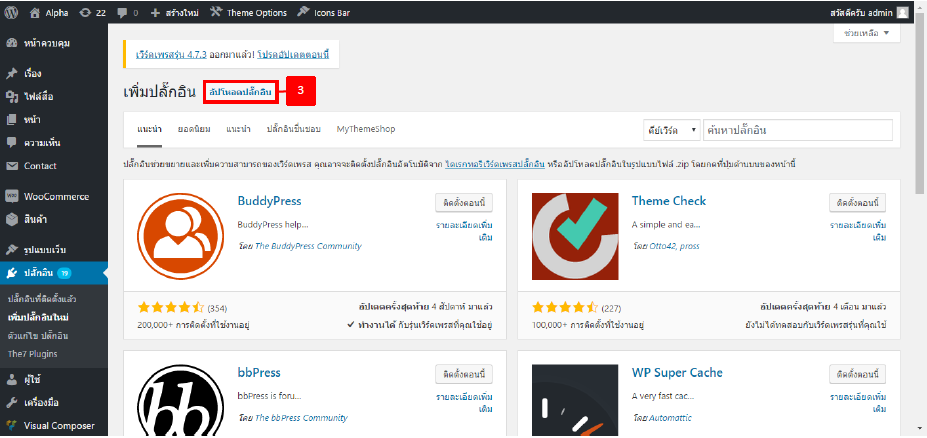 Alpha 22 0 สร้างใหม่ Theme Options Icons Bar สวัสดีครับ admin
ช่วยเหลือ
หน้าควบคุม
เรื่อง
ไฟล์สื่อ
หน้า
ความเห็น
Contact
WooCommerce
สินค้า
รูปแบบเว็บ
ปลั๊กอิน 19
ปลั๊กอินที่ติดตั้งแล้ว
เพิ่มปลั๊กอินใหม่
ตัวแก้ไข ปลั๊กอิน
The7 Plugins
ผู้ใช้
เครื่องมือ
Visual Composer
เวิร์ดเพรสรุ่น 4.7.3 ออกมาแล้ว! โปรดอัปเดตตอนนี้
เพิ่มปลั๊กอิน อัปโหลดปลั๊กอิน 3
แนะนำ ยอดนิยม แนะนำ ปลั๊กอินชื่นชอบ MyThemeShop คีย์เวิร์ด ค้นหาปลั๊กอิน
ปลั๊กอินช่วยขยายและเพิ่มความสามารถของเวิร์ดเพรส คุณอาจจะติดตั้งปลั๊กอินอัตโนมัติจาก ไดเรกทอรีเวิร์ดเพรสปลั๊กอิน หรืออัปโหลดปลั๊กอินในรูปแบบไฟล์ .zip โดยกดที่ปุ่มด้านบนของหน้านี้
BuddyPress
ติดตั้งตอนนี้
BuddyPress help...
รายละเอียดเพิ่ม
เติม
โดย The BuddyPress Community
(354)
อัปเดตครั้งสุดท้าย 4 สัปดาห์ มาแล้ว
200,000+ การติดตั้งที่ใช้งานอยู่
ทำงานได้ กับรุ่นเวิร์ดเพรสที่คุณใช้อยู่
Theme Check
ติดตั้งตอนนี้
A simple and ea...
รายละเอียดเพิ่ม
เติม
โดย Otto42, pross
(227)
อัปเดตครั้งสุดท้าย 4 เดือน มาแล้ว
100,000+ การติดตั้งที่ใช้งานอยู่
ยังไม่ได้ทดสอบกับเวิร์ดเพรสรุ่นที่คุณใช้
bb
bbPress
ติดตั้งตอนนี้
bbPress is foru...
รายละเอียดเพิ่ม
เติม
โดย The bbPress Community
WP Super Cache
ติดตั้งตอนนี้
A very fast cac...
รายละเอียดเพิ่ม
เติม
โดย Automattic